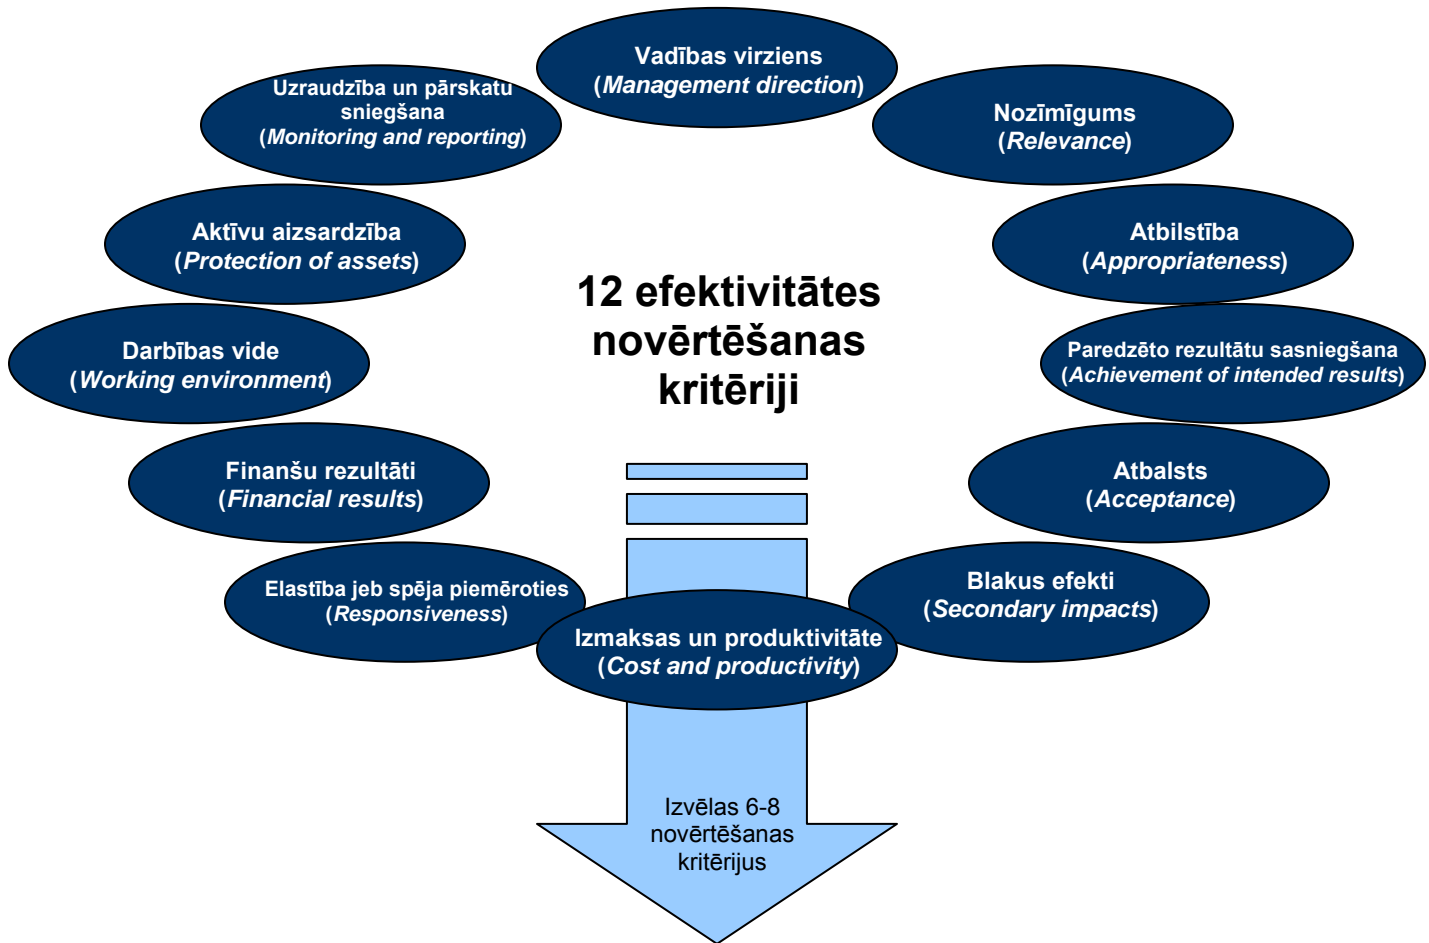 Vadības virziens
(Management direction)
Uzraudzība un pārskatu
sniegšana
(Monitoring and reporting)
Nozīmīgums
(Relevance)
Aktīvu aizsardzība
(Protection of assets)
Atbilstība
(Appropriateness)
12 efektivitātes
novērtēšanas
kritēriji
Darbības vide
(Working environment)
Paredzēto rezultātu sasniegšana
(Achievement of intended results)
Finanšu rezultāti
(Financial results)
Atbalsts
(Acceptance)
Elastība jeb spēja piemēroties
(Responsiveness)
Blakus efekti
(Secondary impacts)
Izmaksas un produktivitāte
(Cost and productivity)
Izvēlas 6-8
novērtēšanas
kritērijus